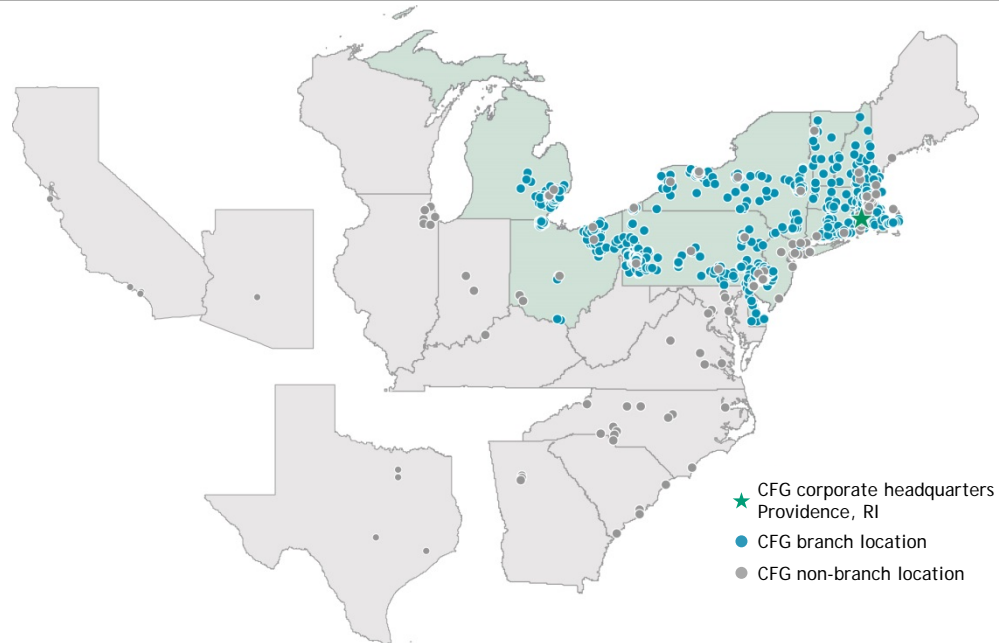 CFG corporate headquarters
Providence, RI
CFG branch location
CFG non-branch location